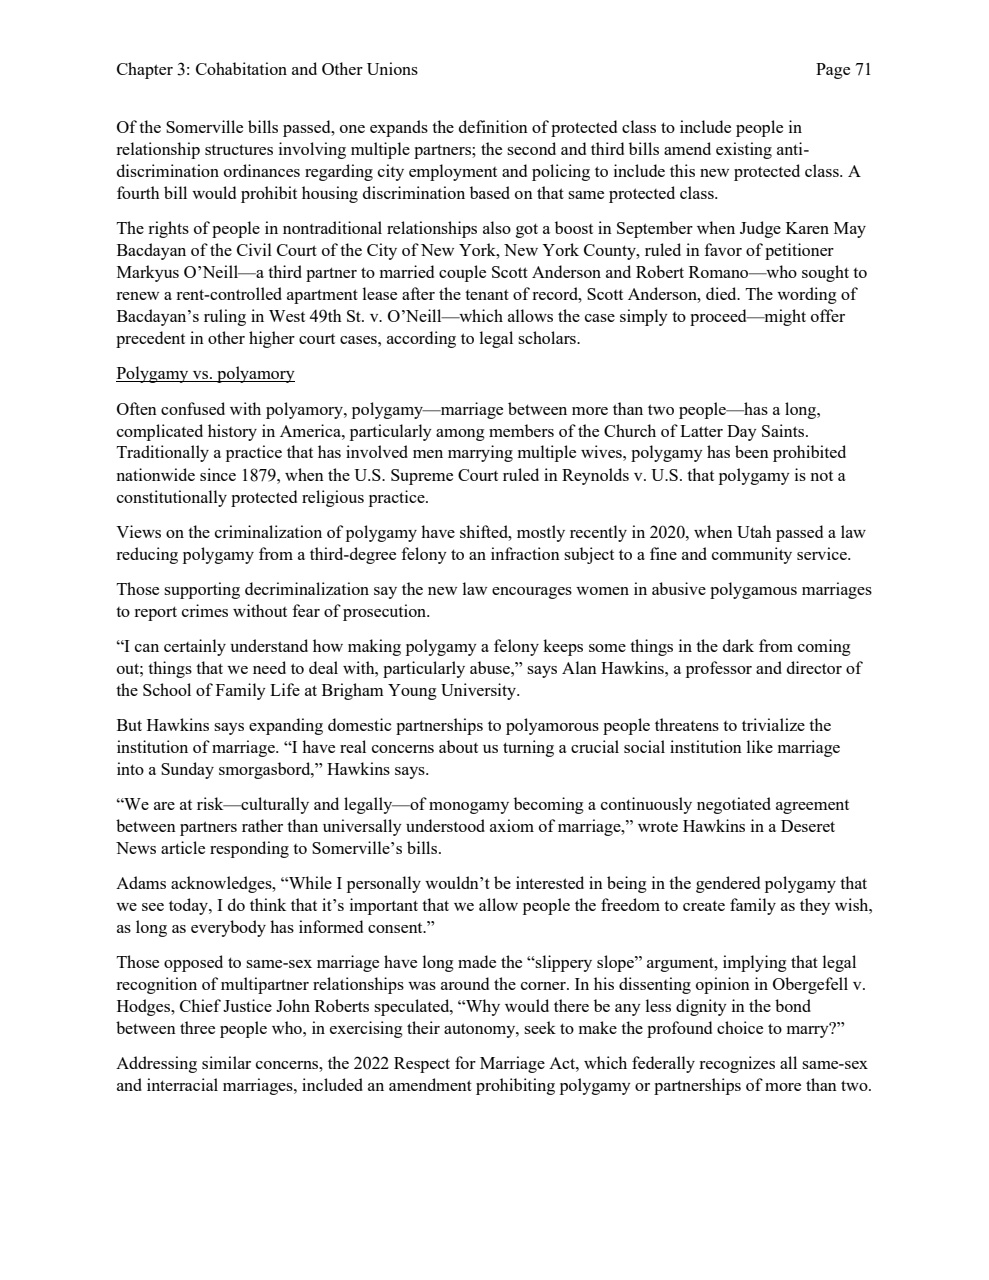 Chapter 3: Cohabitation and Other Unions Page 71
Of the Somerville bills passed, one expands the definition of protected class to include people in
relationship structures involving multiple partners; the second and third bills amend existing anti-
discrimination ordinances regarding city employment and policing to include this new protected class. A
fourth bill would prohibit housing discrimination based on that same protected class.
The rights of people in nontraditional relationships also got a boost in September when Judge Karen May
Bacdayan of the Civil Court of the City of New York, New York County, ruled in favor of petitioner
Markyus O’Neill—a third partner to married couple Scott Anderson and Robert Romano—who sought to
renew a rent-controlled apartment lease after the tenant of record, Scott Anderson, died. The wording of
Bacdayan’s ruling in West 49th St. v. O’Neill—which allows the case simply to proceed—might offer
precedent in other higher court cases, according to legal scholars.
Polygamy vs. polyamory
Often confused with polyamory, polygamy—marriage between more than two people—has a long,
complicated history in America, particularly among members of the Church of Latter Day Saints.
Traditionally a practice that has involved men marrying multiple wives, polygamy has been prohibited
nationwide since 1879, when the U.S. Supreme Court ruled in Reynolds v. U.S. that polygamy is not a
constitutionally protected religious practice.
Views on the criminalization of polygamy have shifted, mostly recently in 2020, when Utah passed a law
reducing polygamy from a third-degree felony to an infraction subject to a fine and community service.
Those supporting decriminalization say the new law encourages women in abusive polygamous marriages
to report crimes without fear of prosecution.
“I can certainly understand how making polygamy a felony keeps some things in the dark from coming
out; things that we need to deal with, particularly abuse,” says Alan Hawkins, a professor and director of
the School of Family Life at Brigham Young University.
But Hawkins says expanding domestic partnerships to polyamorous people threatens to trivialize the
institution of marriage. “I have real concerns about us turning a crucial social institution like marriage
into a Sunday smorgasbord,” Hawkins says.
“We are at risk—culturally and legally—of monogamy becoming a continuously negotiated agreement
between partners rather than universally understood axiom of marriage,” wrote Hawkins in a Deseret
News article responding to Somerville’s bills.
Adams acknowledges, “While I personally wouldn’t be interested in being in the gendered polygamy that
we see today, I do think that it’s important that we allow people the freedom to create family as they wish,
as long as everybody has informed consent.”
Those opposed to same-sex marriage have long made the “slippery slope” argument, implying that legal
recognition of multipartner relationships was around the corner. In his dissenting opinion in Obergefell v.
Hodges, Chief Justice John Roberts speculated, “Why would there be any less dignity in the bond
between three people who, in exercising their autonomy, seek to make the profound choice to marry?”
Addressing similar concerns, the 2022 Respect for Marriage Act, which federally recognizes all same-sex
and interracial marriages, included an amendment prohibiting polygamy or partnerships of more than two.